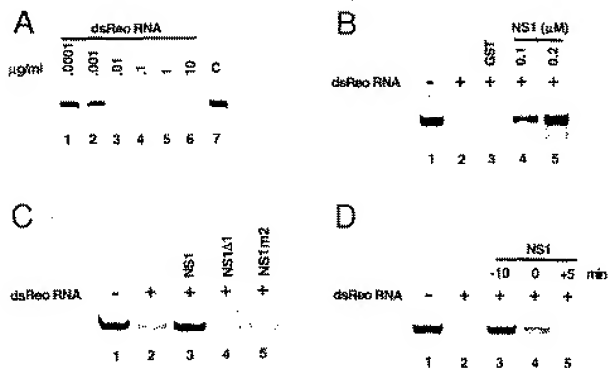 A
dsReo RNA
µg/ml .0001 .001 .01 .1 1 10 C
1 2 3 4 5 6 7
B
NS1 (µM)
GST 0.1 0.2
dsReo RNA - + + + +
1 2 3 4 5
C
NS1 NS1Δ1 NS1m2
dsReo RNA - + + + +
1 2 3 4 5
D
NS1
-10 0 +5 min
dsReo RNA - + + + +
1 2 3 4 5